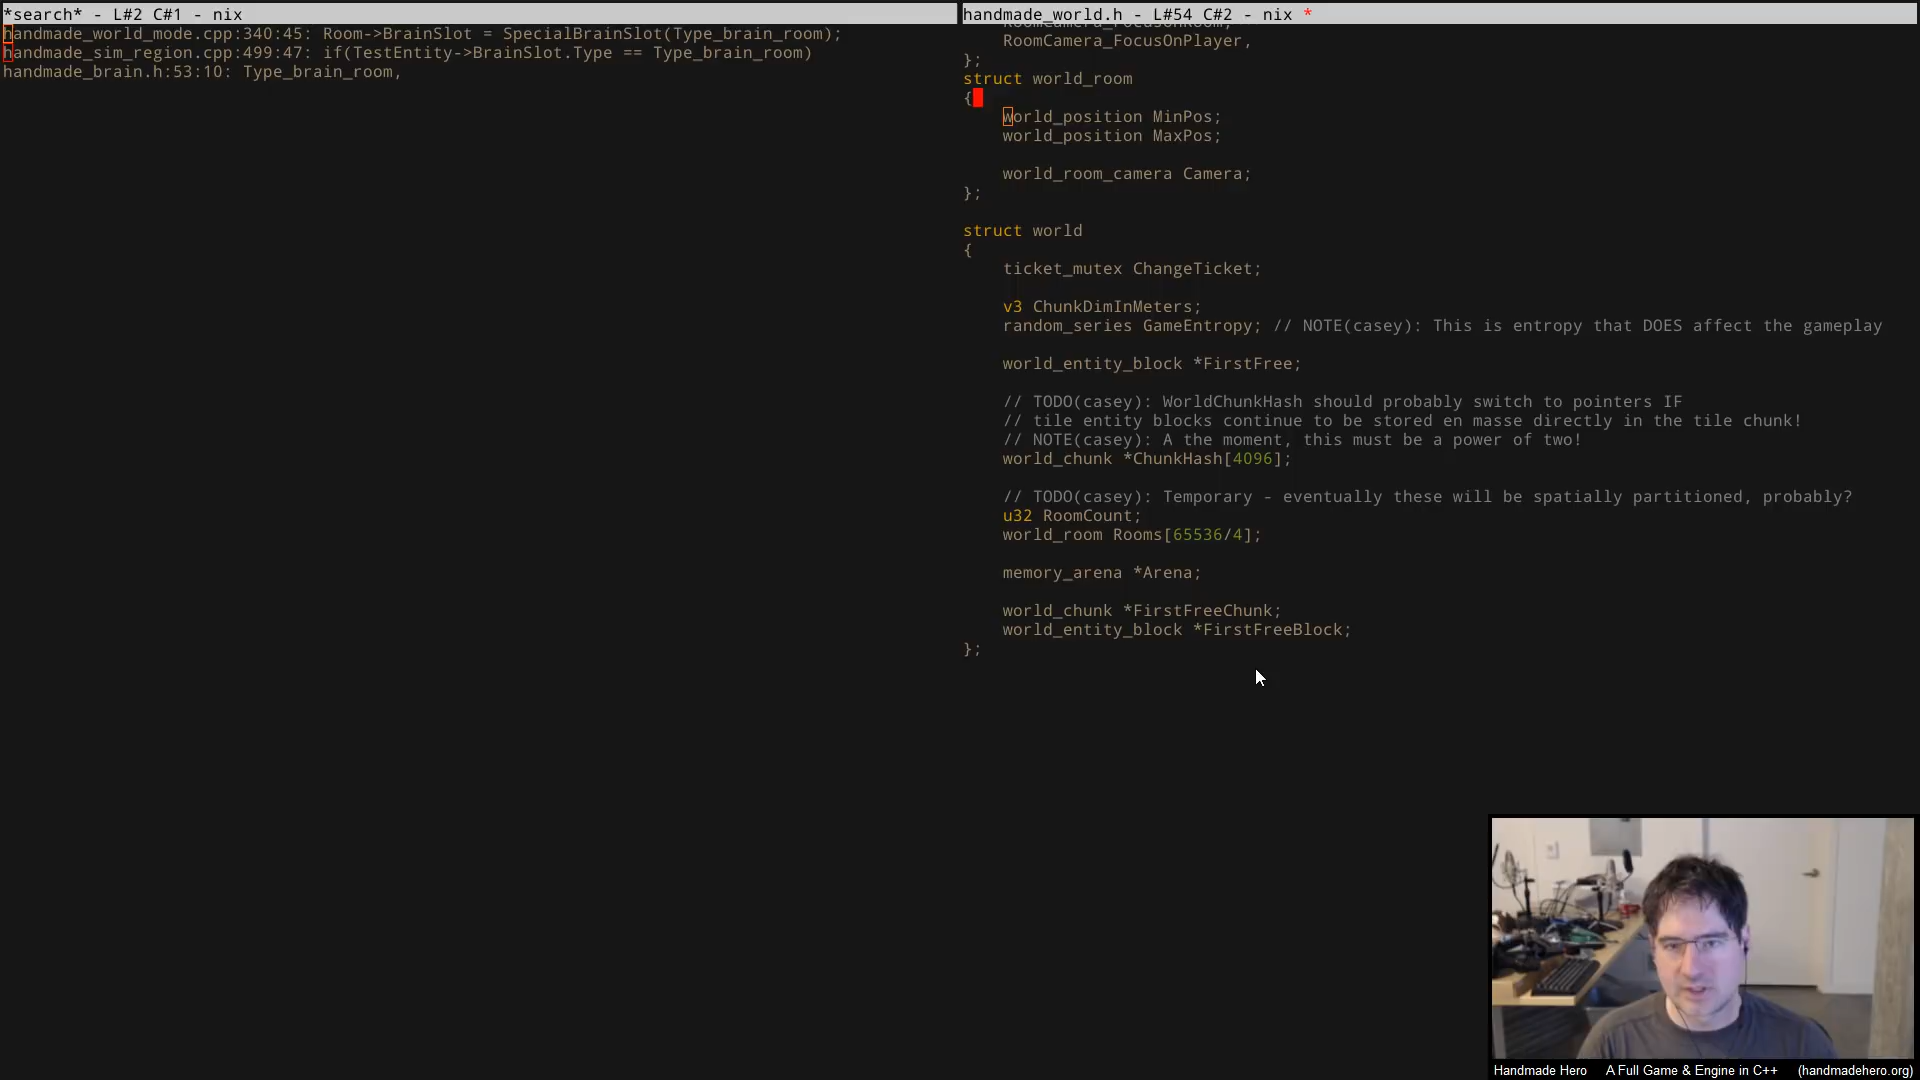 *search* - L#2 C#1 - nix
handmade_world_mode.cpp:340:45: Room->BrainSlot = SpecialBrainSlot(Type_brain_room);
handmade_sim_region.cpp:499:47: if(TestEntity->BrainSlot.Type == Type_brain_room)
handmade_brain.h:53:10: Type_brain_room,
handmade_world.h - L#54 C#2 - nix *
RoomCamera_FocusOnRoom,
RoomCamera_FocusOnPlayer,
};
struct world_room
{
world_position MinPos;
world_position MaxPos;
world_room_camera Camera;
};
struct world
{
ticket_mutex ChangeTicket;
v3 ChunkDimInMeters;
random_series GameEntropy; // NOTE(casey): This is entropy that DOES affect the gameplay
world_entity_block *FirstFree;
// TODO(casey): WorldChunkHash should probably switch to pointers IF
// tile entity blocks continue to be stored en masse directly in the tile chunk!
// NOTE(casey): A the moment, this must be a power of two!
world_chunk *ChunkHash[4096];
// TODO(casey): Temporary - eventually these will be spatially partitioned, probably?
u32 RoomCount;
world_room Rooms[65536/4];
memory_arena *Arena;
world_chunk *FirstFreeChunk;
world_entity_block *FirstFreeBlock;
};
Handmade Hero A Full Game & Engine in C++ (handmadehero.org)